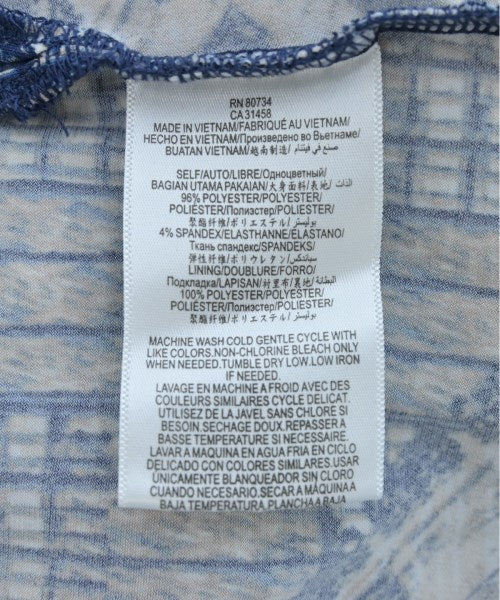 RN 80734
CA 31458
MADE IN VIETNAM/FABRIQUÉ AU VIETNAM/
HECHO EN VIETNAM/Произведено во Вьетнаме/
BUATAN VIETNAM/越南制造/ صنع في فيتنام/
SELF/AUTO/LIBRE/Одноцветный/
BAGIAN UTAMA PAKAIAN/大身面料/表地/ الذات/
96% POLYESTER/POLYESTER/
POLIÉSTER/Полиэстер/POLIESTER/
聚酯纤维/ポリエステル/ بوليستر/
4% SPANDEX/ELASTHANNE/ELASTANO/
Ткань спандекс/SPANDEKS/
弹性纤维/ポリウレタン/ سباندكس/
LINING/DOUBLURE/FORRO/
Подкладка/LAPISAN/衬里布/裏地/ البطانة/
100% POLYESTER/POLYESTER/
POLIÉSTER/Полиэстер/POLIESTER/
聚酯纤维/ポリエステル/ بوليستر/
MACHINE WASH COLD GENTLE CYCLE WITH
LIKE COLORS.NON-CHLORINE BLEACH ONLY
WHEN NEEDED.TUMBLE DRY LOW.LOW IRON
IF NEEDED.
LAVAGE EN MACHINE A FROID AVEC DES
COULEURS SIMILAIRES CYCLE DELICAT.
UTILISEZ DE LA JAVEL SANS CHLORE SI
BESOIN.SECHAGE DOUX.REPASSER A
BASSE TEMPERATURE SI NECESSAIRE.
LAVAR A MAQUINA EN AGUA FRIA EN CICLO
DELICADO CON COLORES SIMILARES.USAR
UNICAMENTE BLANQUEADOR SIN CLORO
CUANDO NECESARIO.SECAR A MAQUINA A
BAJA TEMPERATURA.PLANCHA A BAJA